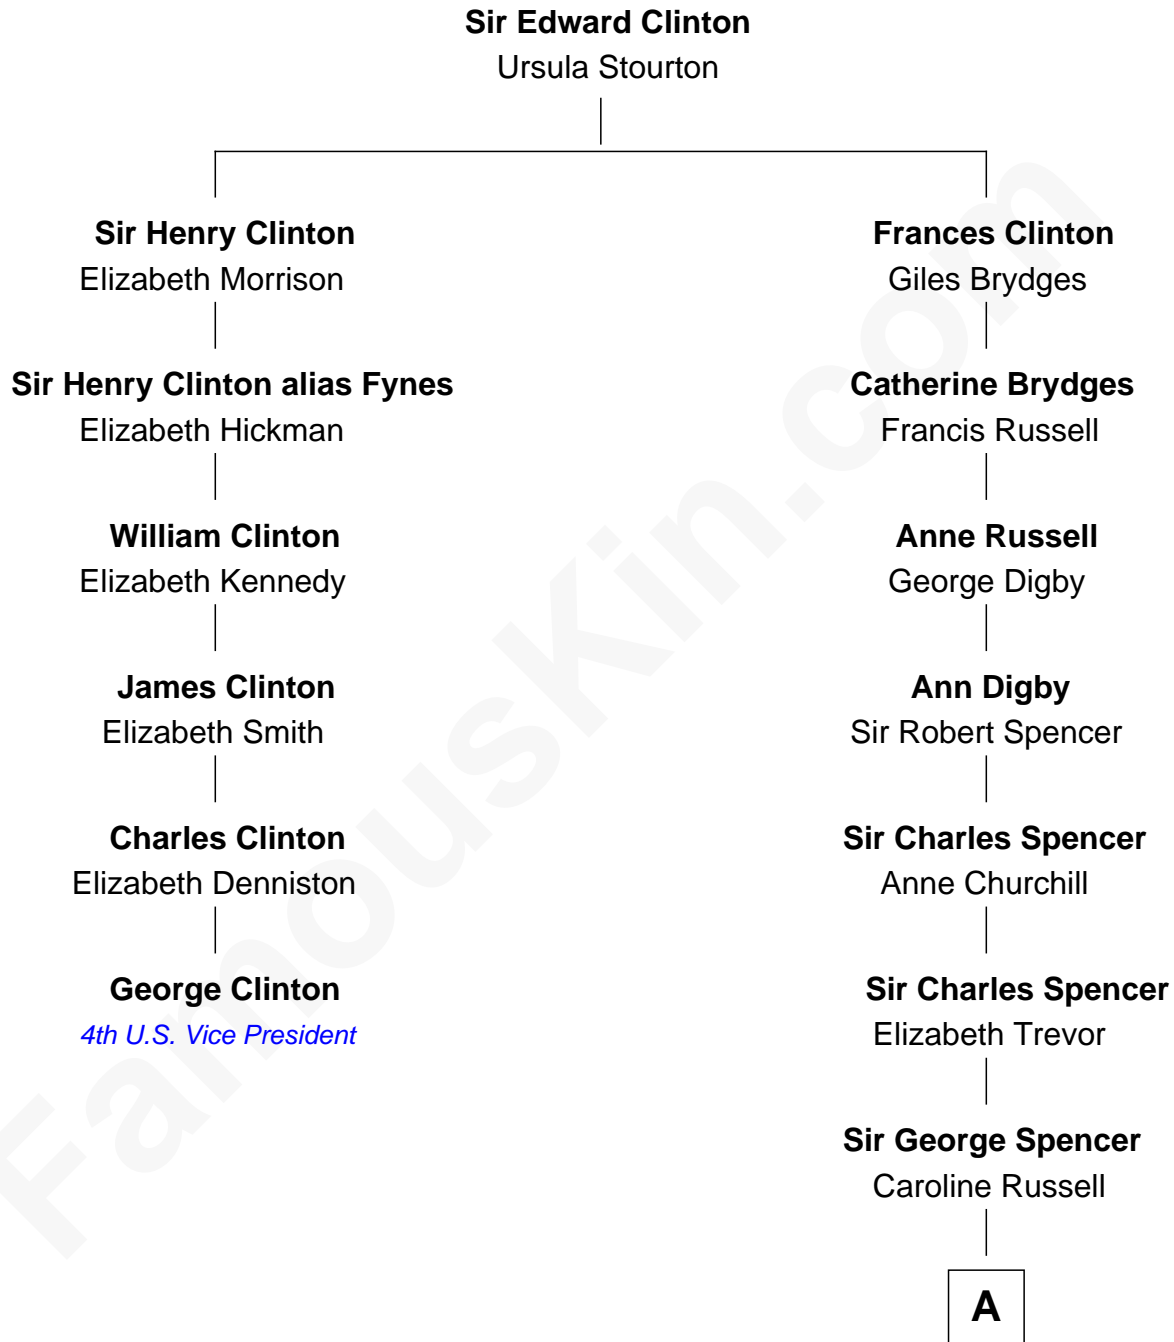 Sir Edward Clinton
Ursula Stourton
Sir Henry Clinton
Elizabeth Morrison
Frances Clinton
Giles Brydges
Sir Henry Clinton alias Fynes
Elizabeth Hickman
Catherine Brydges
Francis Russell
William Clinton
Elizabeth Kennedy
Anne Russell
George Digby
James Clinton
Elizabeth Smith
Ann Digby
Sir Robert Spencer
Charles Clinton
Elizabeth Denniston
Sir Charles Spencer
Anne Churchill
George Clinton
4th U.S. Vice President
Sir Charles Spencer
Elizabeth Trevor
Sir George Spencer
Caroline Russell
A
FamousKin.com